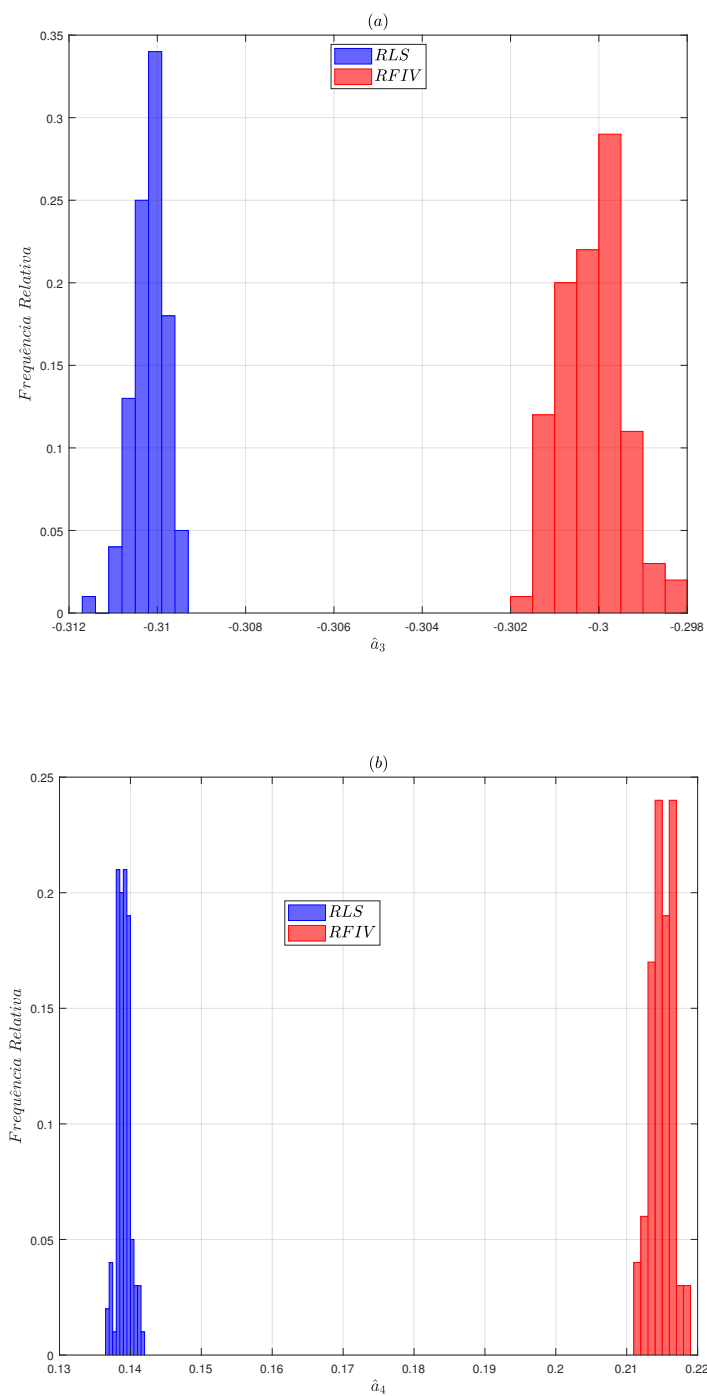 (a)
0.35
0.3
0.25
0.2
0.15
0.1
0.05
0
Frequência Relativa
RLS
RFIV
-0.312 -0.31 -0.308 -0.306 -0.304 -0.302 -0.3 -0.298
â₃
(b)
0.25
0.2
0.15
0.1
0.05
0
Frequência Relativa
RLS
RFIV
0.13 0.14 0.15 0.16 0.17 0.18 0.19 0.2 0.21 0.22
â₄